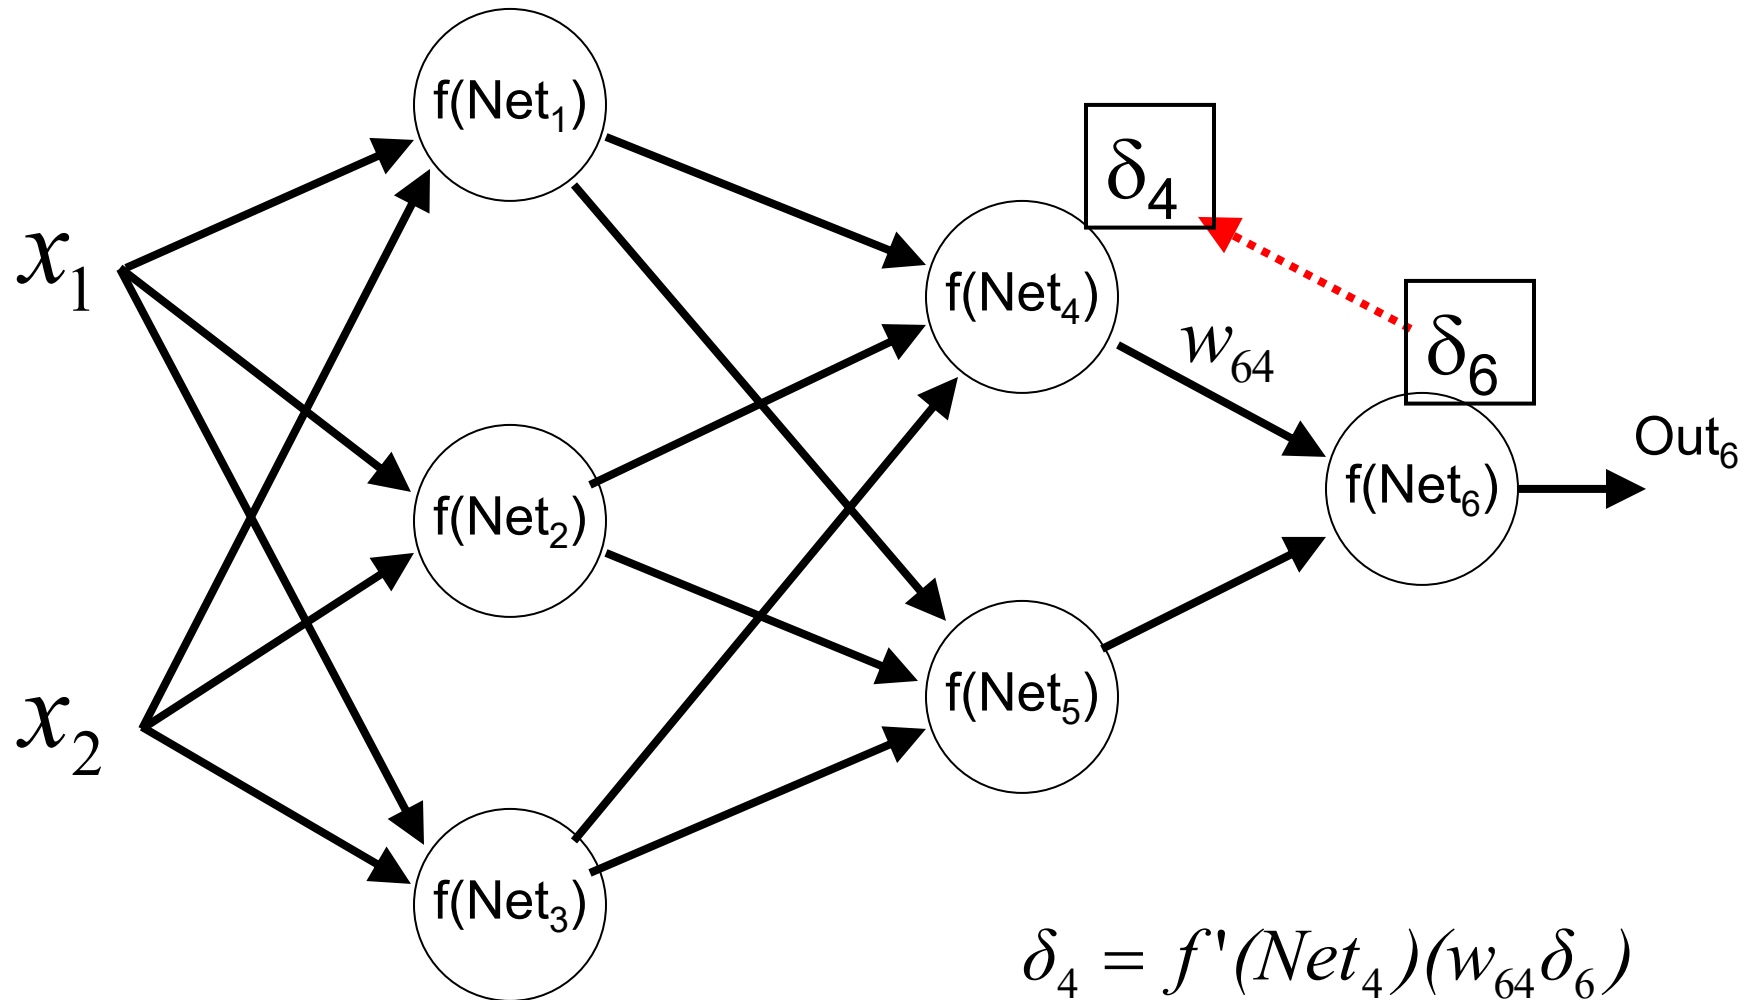 f(Net₁)
δ₄
x₁
f(Net₄)
w₆₄
δ₆
Out₆
f(Net₂)
f(Net₆)
x₂
f(Net₅)
f(Net₃)
δ₄ = f '(Net₄)(w₆₄δ₆)